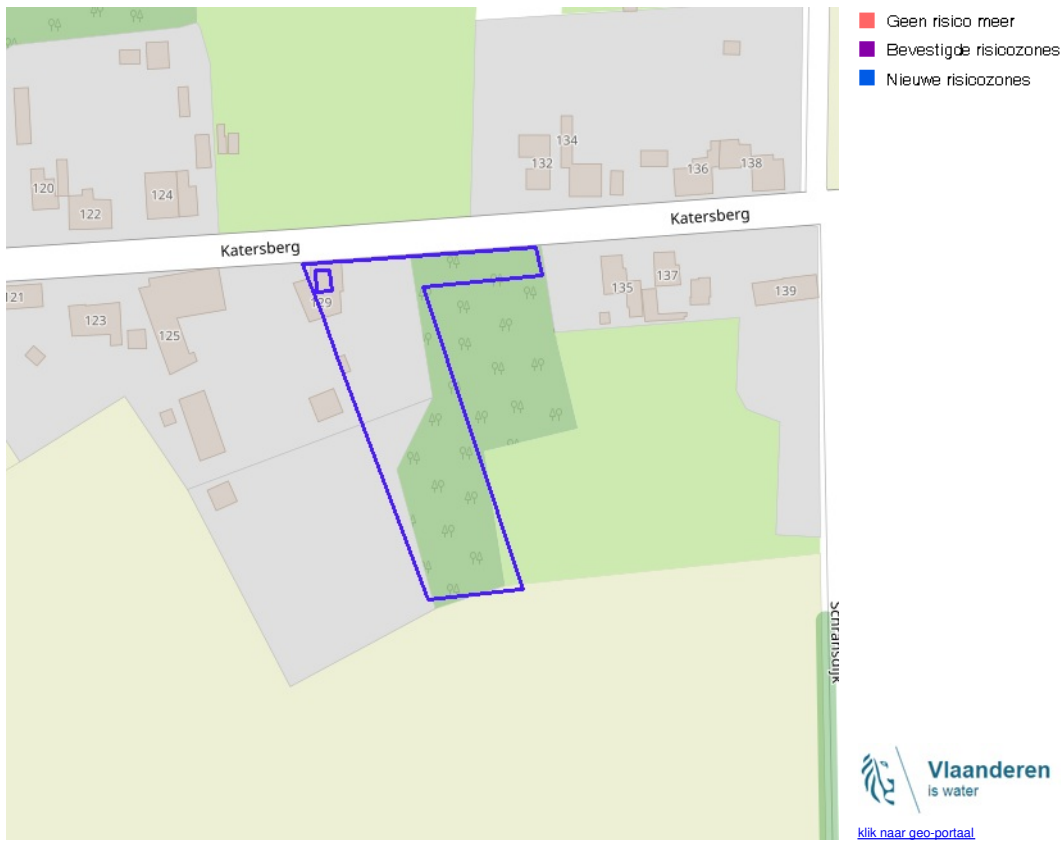 Geen risico meer
Bevestigde risicozones
Nieuwe risicozones
134
132
136
138
120
124
122
Katersberg
Katersberg
121
123
125
129
135
137
139
Schransdijk
Vlaanderen
is water
klik naar geo-portaal